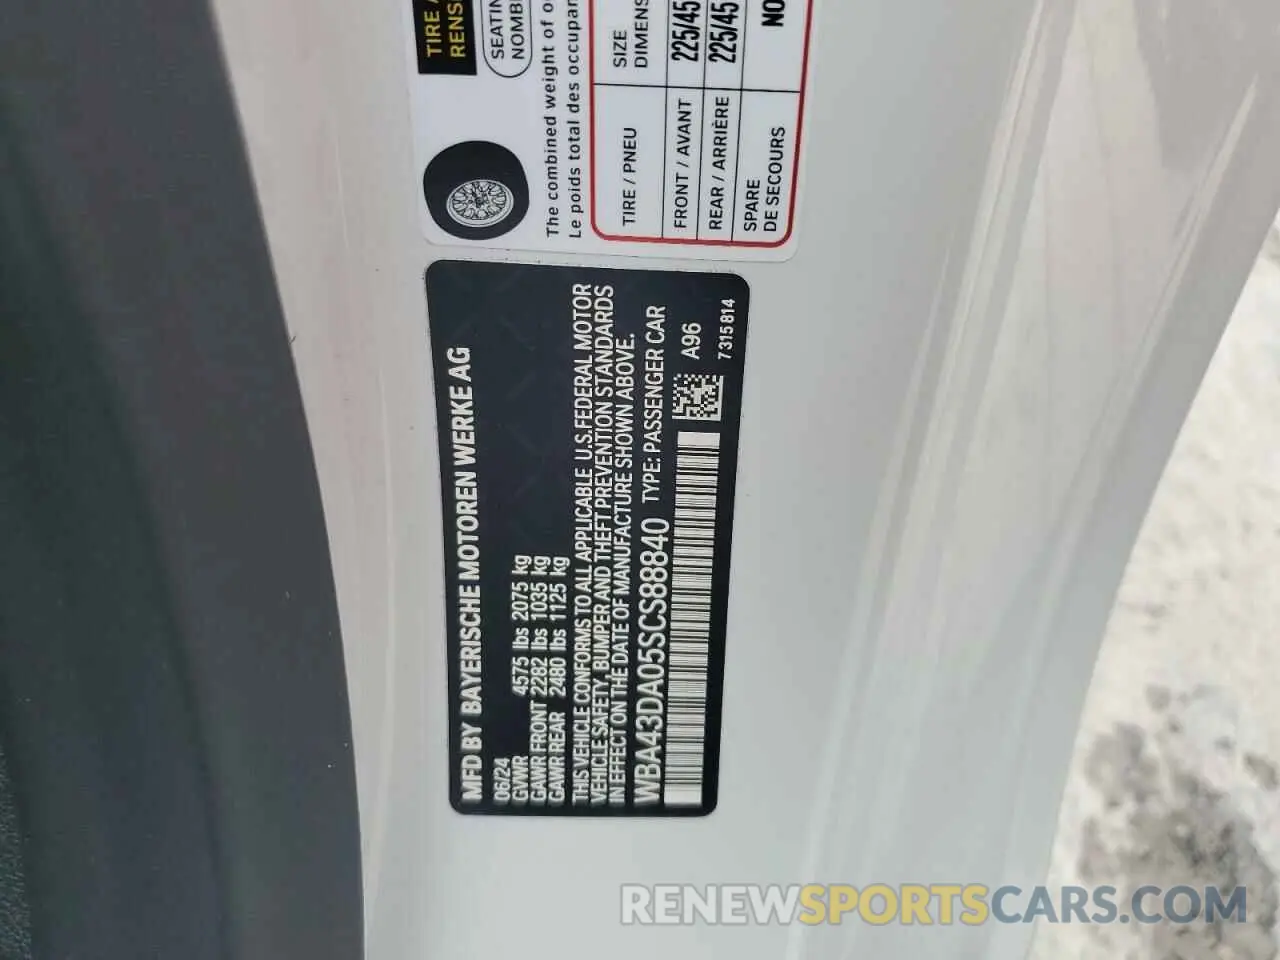 TIRE
RENS
SEATIN
NOMB
The combined weight of o
Le poids total des occupan
TIRE / PNEU
SIZE
DIMENS
FRONT / AVANT 225/45
REAR / ARRIÈRE 225/45
SPARE
DE SECOURS
NO
MFD BY BAYERISCHE MOTOREN WERKE AG
06/24
GVWR 4575 lbs 2075 kg
GAWR FRONT 2282 lbs 1035 kg
GAWR REAR 2480 lbs 1125 kg
THIS VEHICLE CONFORMS TO ALL APPLICABLE U.S.FEDERAL MOTOR
VEHICLE SAFETY, BUMPER AND THEFT PREVENTION STANDARDS
IN EFFECT ON THE DATE OF MANUFACTURE SHOWN ABOVE.
WBA43DA05SCS88840 TYPE: PASSENGER CAR
A96
7315814
RENEWSPORTSCARS.COM